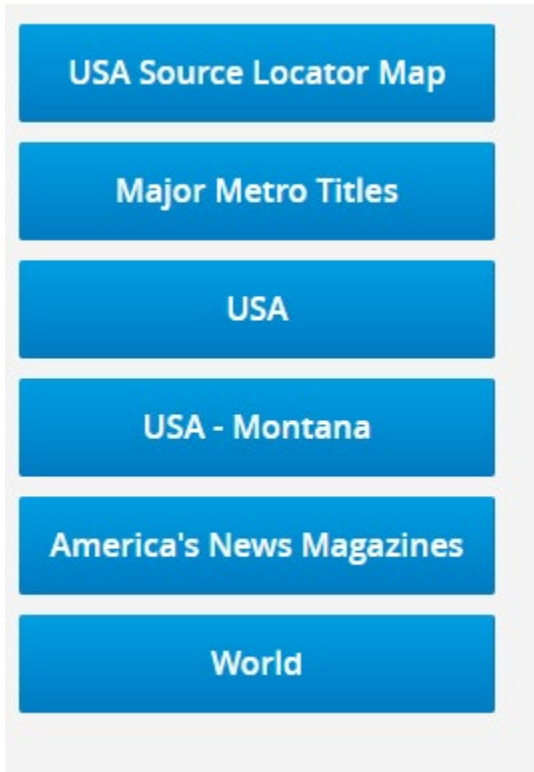 USA Source Locator Map
Major Metro Titles
USA
USA - Montana
America's News Magazines
World